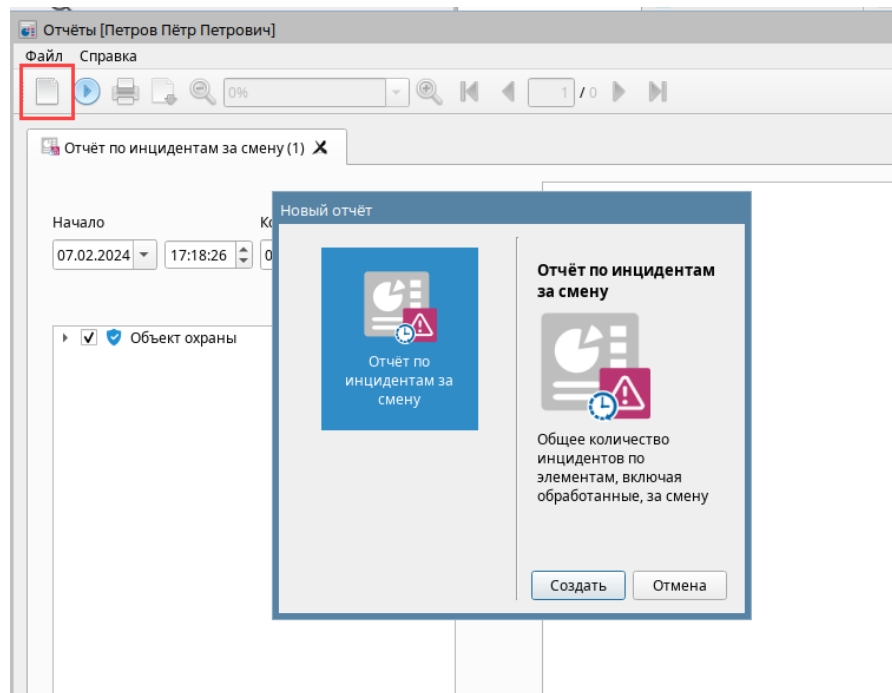 Отчёты [Петров Пётр Петрович]
Файл Справка
0% 1 / 0
Отчёт по инцидентам за смену (1)
Начало
07.02.2024 17:18:26
Объект охраны
Новый отчёт
Отчёт по
инцидентам за
смену
Отчёт по инцидентам
за смену
Общее количество
инцидентов по
элементам, включая
обработанные, за смену
Создать Отмена